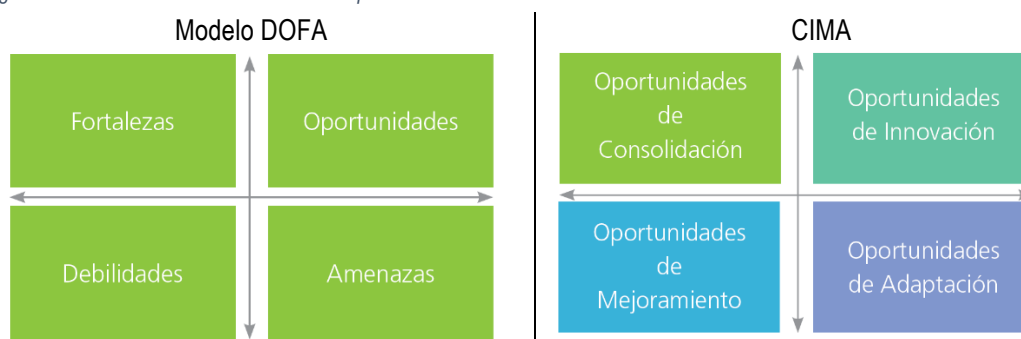 Modelo DOFA
Fortalezas
Oportunidades
Debilidades
Amenazas
CIMA
Oportunidades
de
Consolidación
Oportunidades
de Innovación
Oportunidades
de
Mejoramiento
Oportunidades
de Adaptación